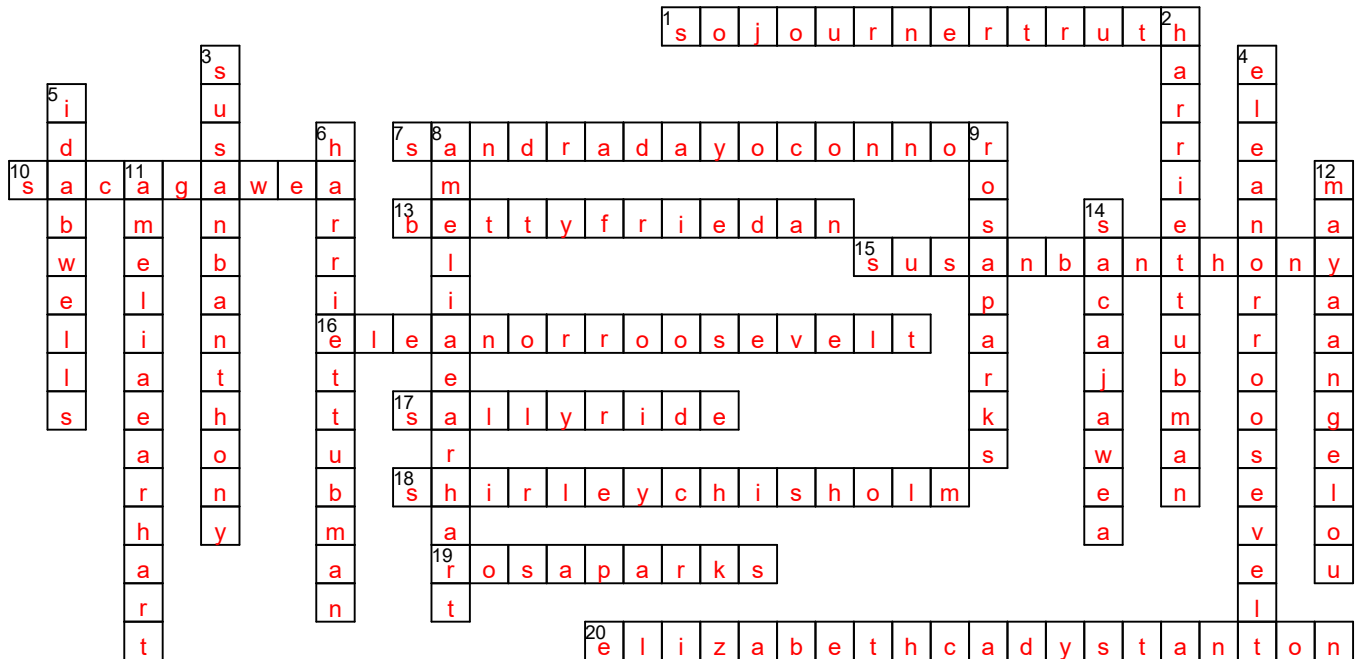 1 sojournertruth
2 harriettubman
3 susanbanthony
4 eleanorroosevelt
5 idabwells
6 harriettubman
7 sandradayoconnor
8 ameliaearhart
9 rosaparks
10 sacagawea
11 ameliaearhart
12 mayaangelou
13 bettyfriedan
14 sacajawea
15 susanbanthony
16 eleanorroosevelt
17 sallyride
18 shirleychisholm
19 rosaparks
20 elizabethcadystanton